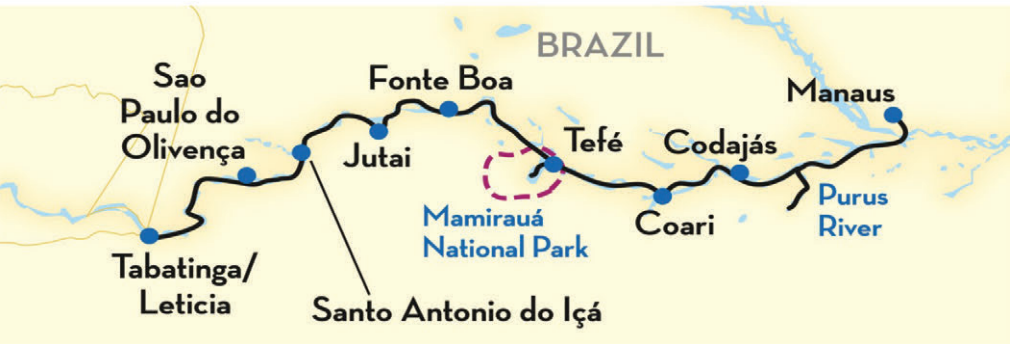 BRAZIL
Sao
Paulo do
Olivença
Fonte Boa
Manaus
Jutai
Tefé
Codajás
Mamirauá
National Park
Coari
Purus
River
Tabatinga/
Leticia
Santo Antonio do Içá